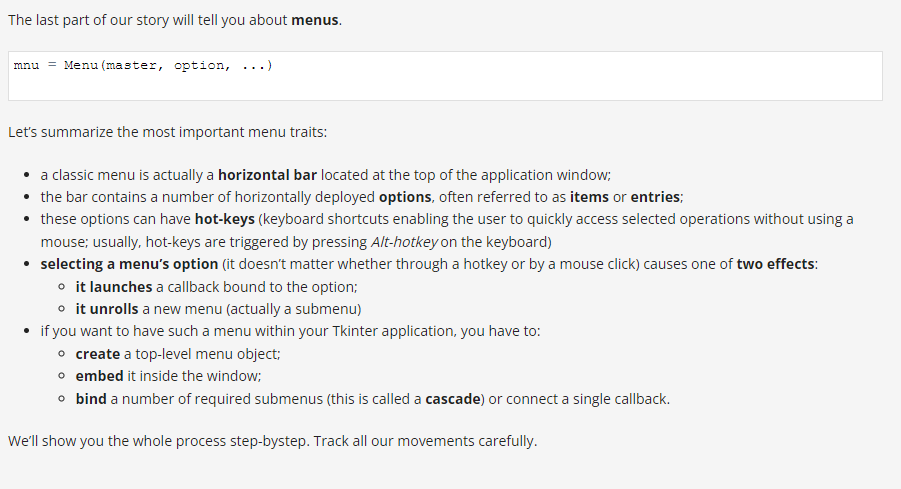 The last part of our story will tell you about menus.
mnu = Menu(master, option, ...)
Let's summarize the most important menu traits:
• a classic menu is actually a horizontal bar located at the top of the application window;
• the bar contains a number of horizontally deployed options, often referred to as items or entries;
• these options can have hot-keys (keyboard shortcuts enabling the user to quickly access selected operations without using a
mouse; usually, hot-keys are triggered by pressing Alt-hotkey on the keyboard)
• selecting a menu's option (it doesn't matter whether through a hotkey or by a mouse click) causes one of two effects:
◦ it launches a callback bound to the option;
◦ it unrolls a new menu (actually a submenu)
• if you want to have such a menu within your Tkinter application, you have to:
◦ create a top-level menu object;
◦ embed it inside the window;
◦ bind a number of required submenus (this is called a cascade) or connect a single callback.
We'll show you the whole process step-bystep. Track all our movements carefully.